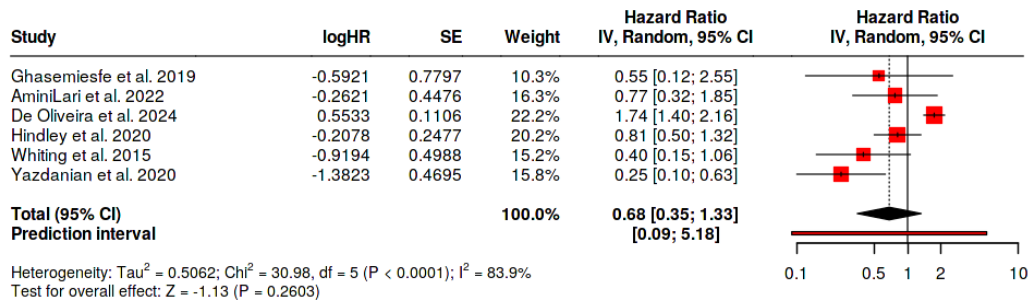 Hazard Ratio Hazard Ratio
Study logHR SE Weight IV, Random, 95% CI IV, Random, 95% CI
Ghasemiesfe et al. 2019 -0.5921 0.7797 10.3% 0.55 [0.12; 2.55]
AminiLari et al. 2022 -0.2621 0.4476 16.3% 0.77 [0.32; 1.85]
De Oliveira et al. 2024 0.5533 0.1106 22.2% 1.74 [1.40; 2.16]
Hindley et al. 2020 -0.2078 0.2477 20.2% 0.81 [0.50; 1.32]
Whiting et al. 2015 -0.9194 0.4988 15.2% 0.40 [0.15; 1.06]
Yazdanian et al. 2020 -1.3823 0.4695 15.8% 0.25 [0.10; 0.63]
Total (95% CI) 100.0% 0.68 [0.35; 1.33]
Prediction interval [0.09; 5.18]
Heterogeneity: Tau² = 0.5062; Chi² = 30.98, df = 5 (P < 0.0001); I² = 83.9%
Test for overall effect: Z = -1.13 (P = 0.2603)
0.1 0.5 1 2 10